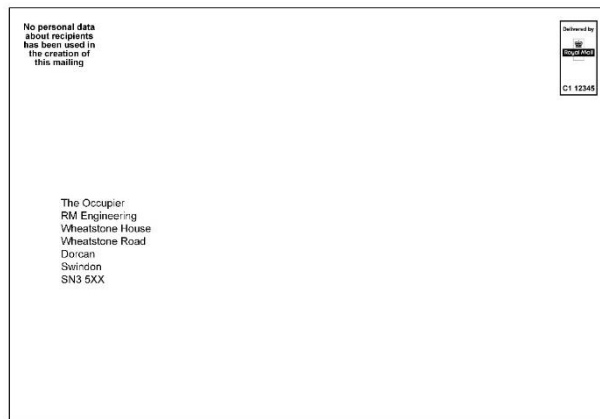 No personal data
about recipients
has been used in
the creation of
this mailing
Delivered by
Royal Mail
C1 12345
The Occupier
RM Engineering
Wheatstone House
Wheatstone Road
Dorcan
Swindon
SN3 5XX